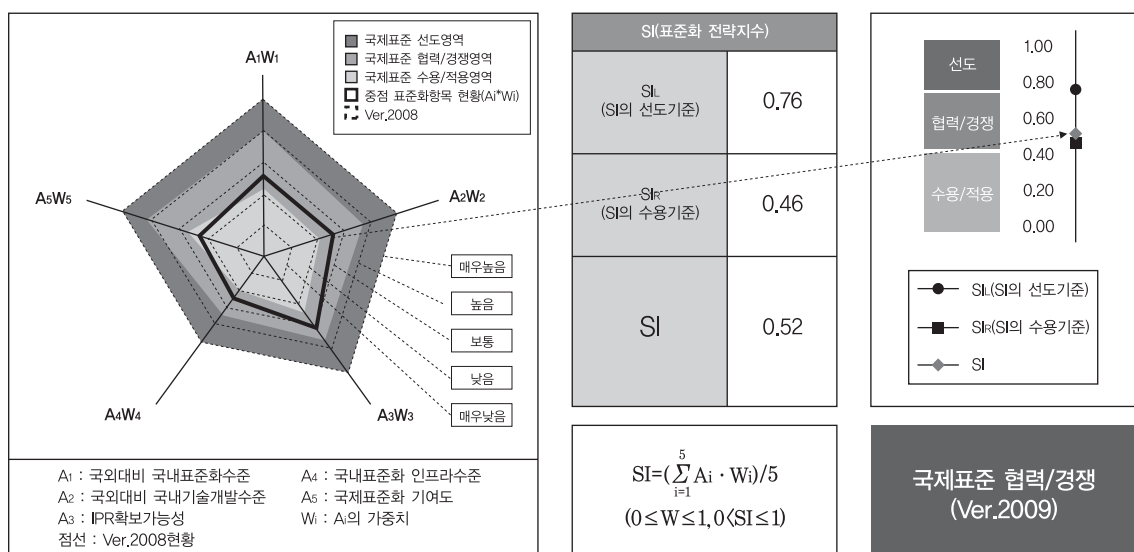 국제표준 선도영역
국제표준 협력/경쟁영역
국제표준 수용/적용영역
중점 표준화항목 현황(Ai*Wi)
Ver.2008
A₁W₁
A₂W₂
A₃W₃
A₄W₄
A₅W₅
매우높음
높음
보통
낮음
매우낮음
A₁ : 국외대비 국내표준화수준
A₂ : 국외대비 국내기술개발수준
A₃ : IPR확보가능성
점선 : Ver.2008현황
A₄ : 국내표준화 인프라수준
A₅ : 국제표준화 기여도
Wᵢ : Aᵢ의 가중치
SI(표준화 전략지수)
SIL
(SI의 선도기준)
0.76
SIR
(SI의 수용기준)
0.46
SI
0.52
SI=(∑ᵢ₌₁⁵ Aᵢ · Wᵢ)/5
(0≤W≤1, 0〈SI≤1)
선도
협력/경쟁
수용/적용
1.00
0.80
0.60
0.40
0.20
0.00
SIL(SI의 선도기준)
SIR(SI의 수용기준)
SI
국제표준 협력/경쟁
(Ver.2009)